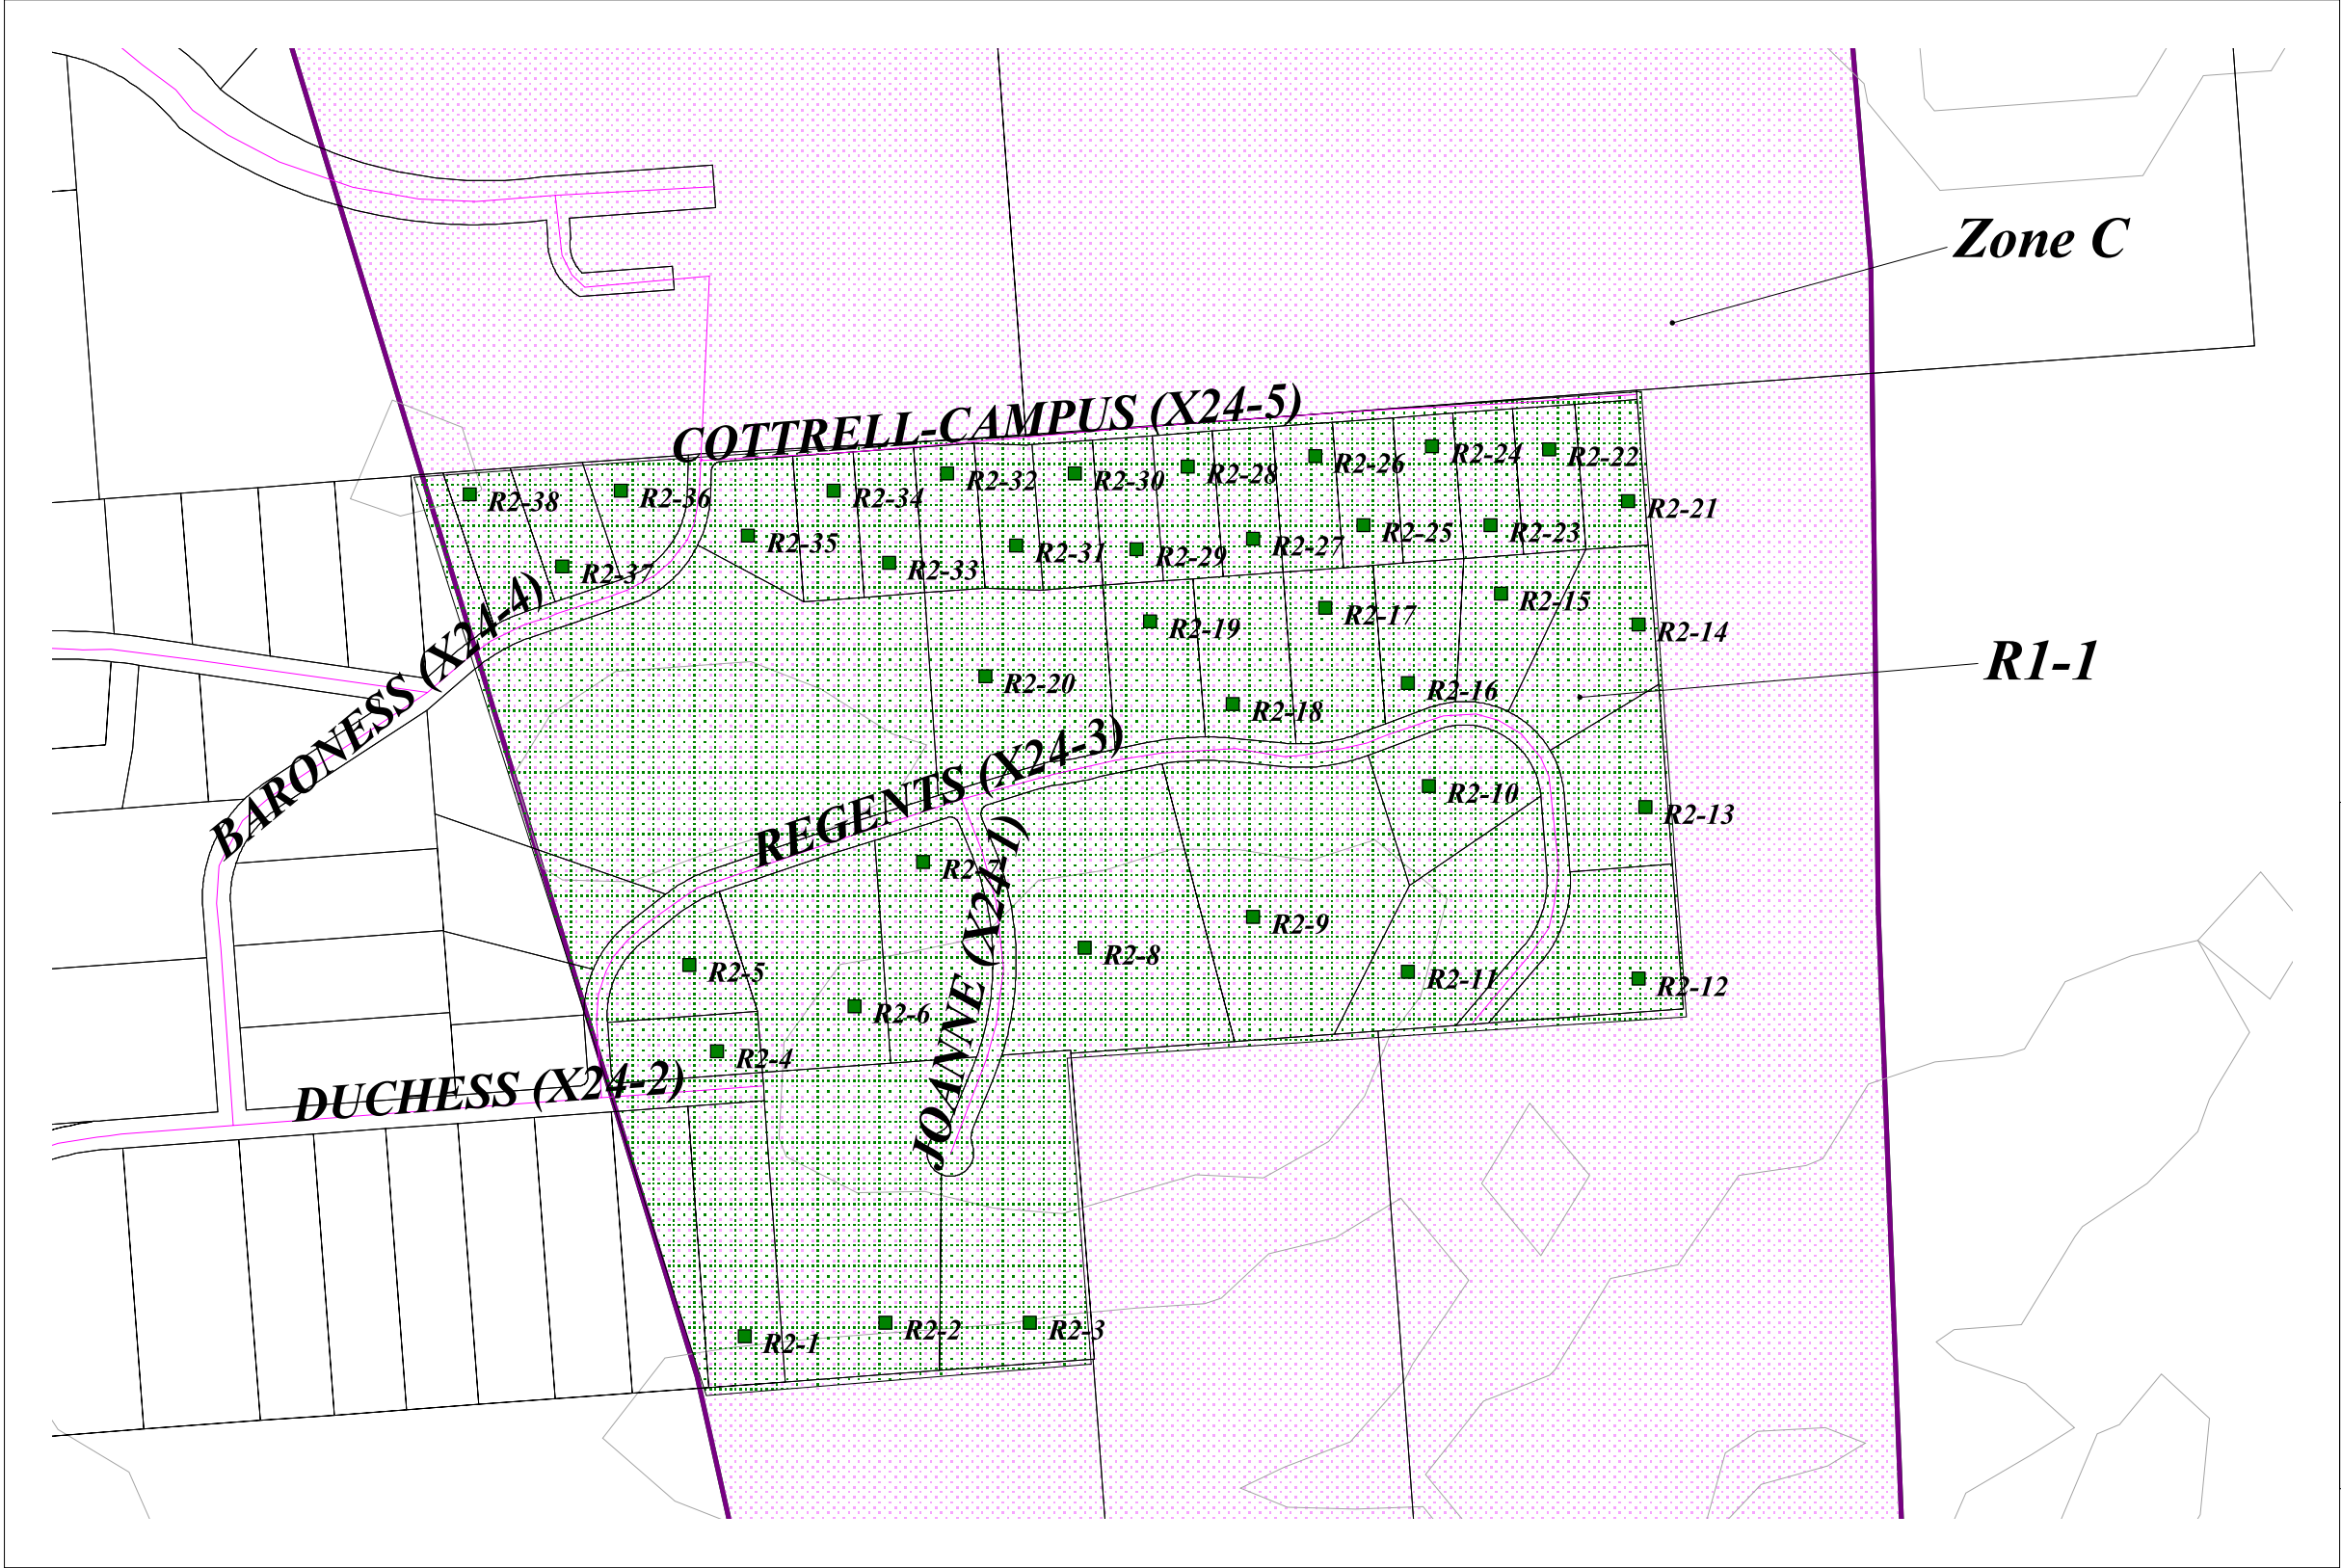 Zone C
COTTRELL-CAMPUS (X24-5)
R2-24
R2-22
R2-26
R2-28
R2-32
R2-30
R2-38
R2-36
R2-34
R2-21
R2-35
R2-31
R2-29
R2-27
R2-25
R2-23
R2-37
R2-33
R2-15
R2-17
R2-19
R2-14
BARONESS (X24-4)
R1-1
R2-20
R2-16
R2-18
REGENTS (X24-3)
R2-10
R2-13
R2-7
JOANNE (X24-1)
R2-9
R2-8
R2-5
R2-11
R2-12
R2-6
R2-4
DUCHESS (X24-2)
R2-1
R2-2
R2-3